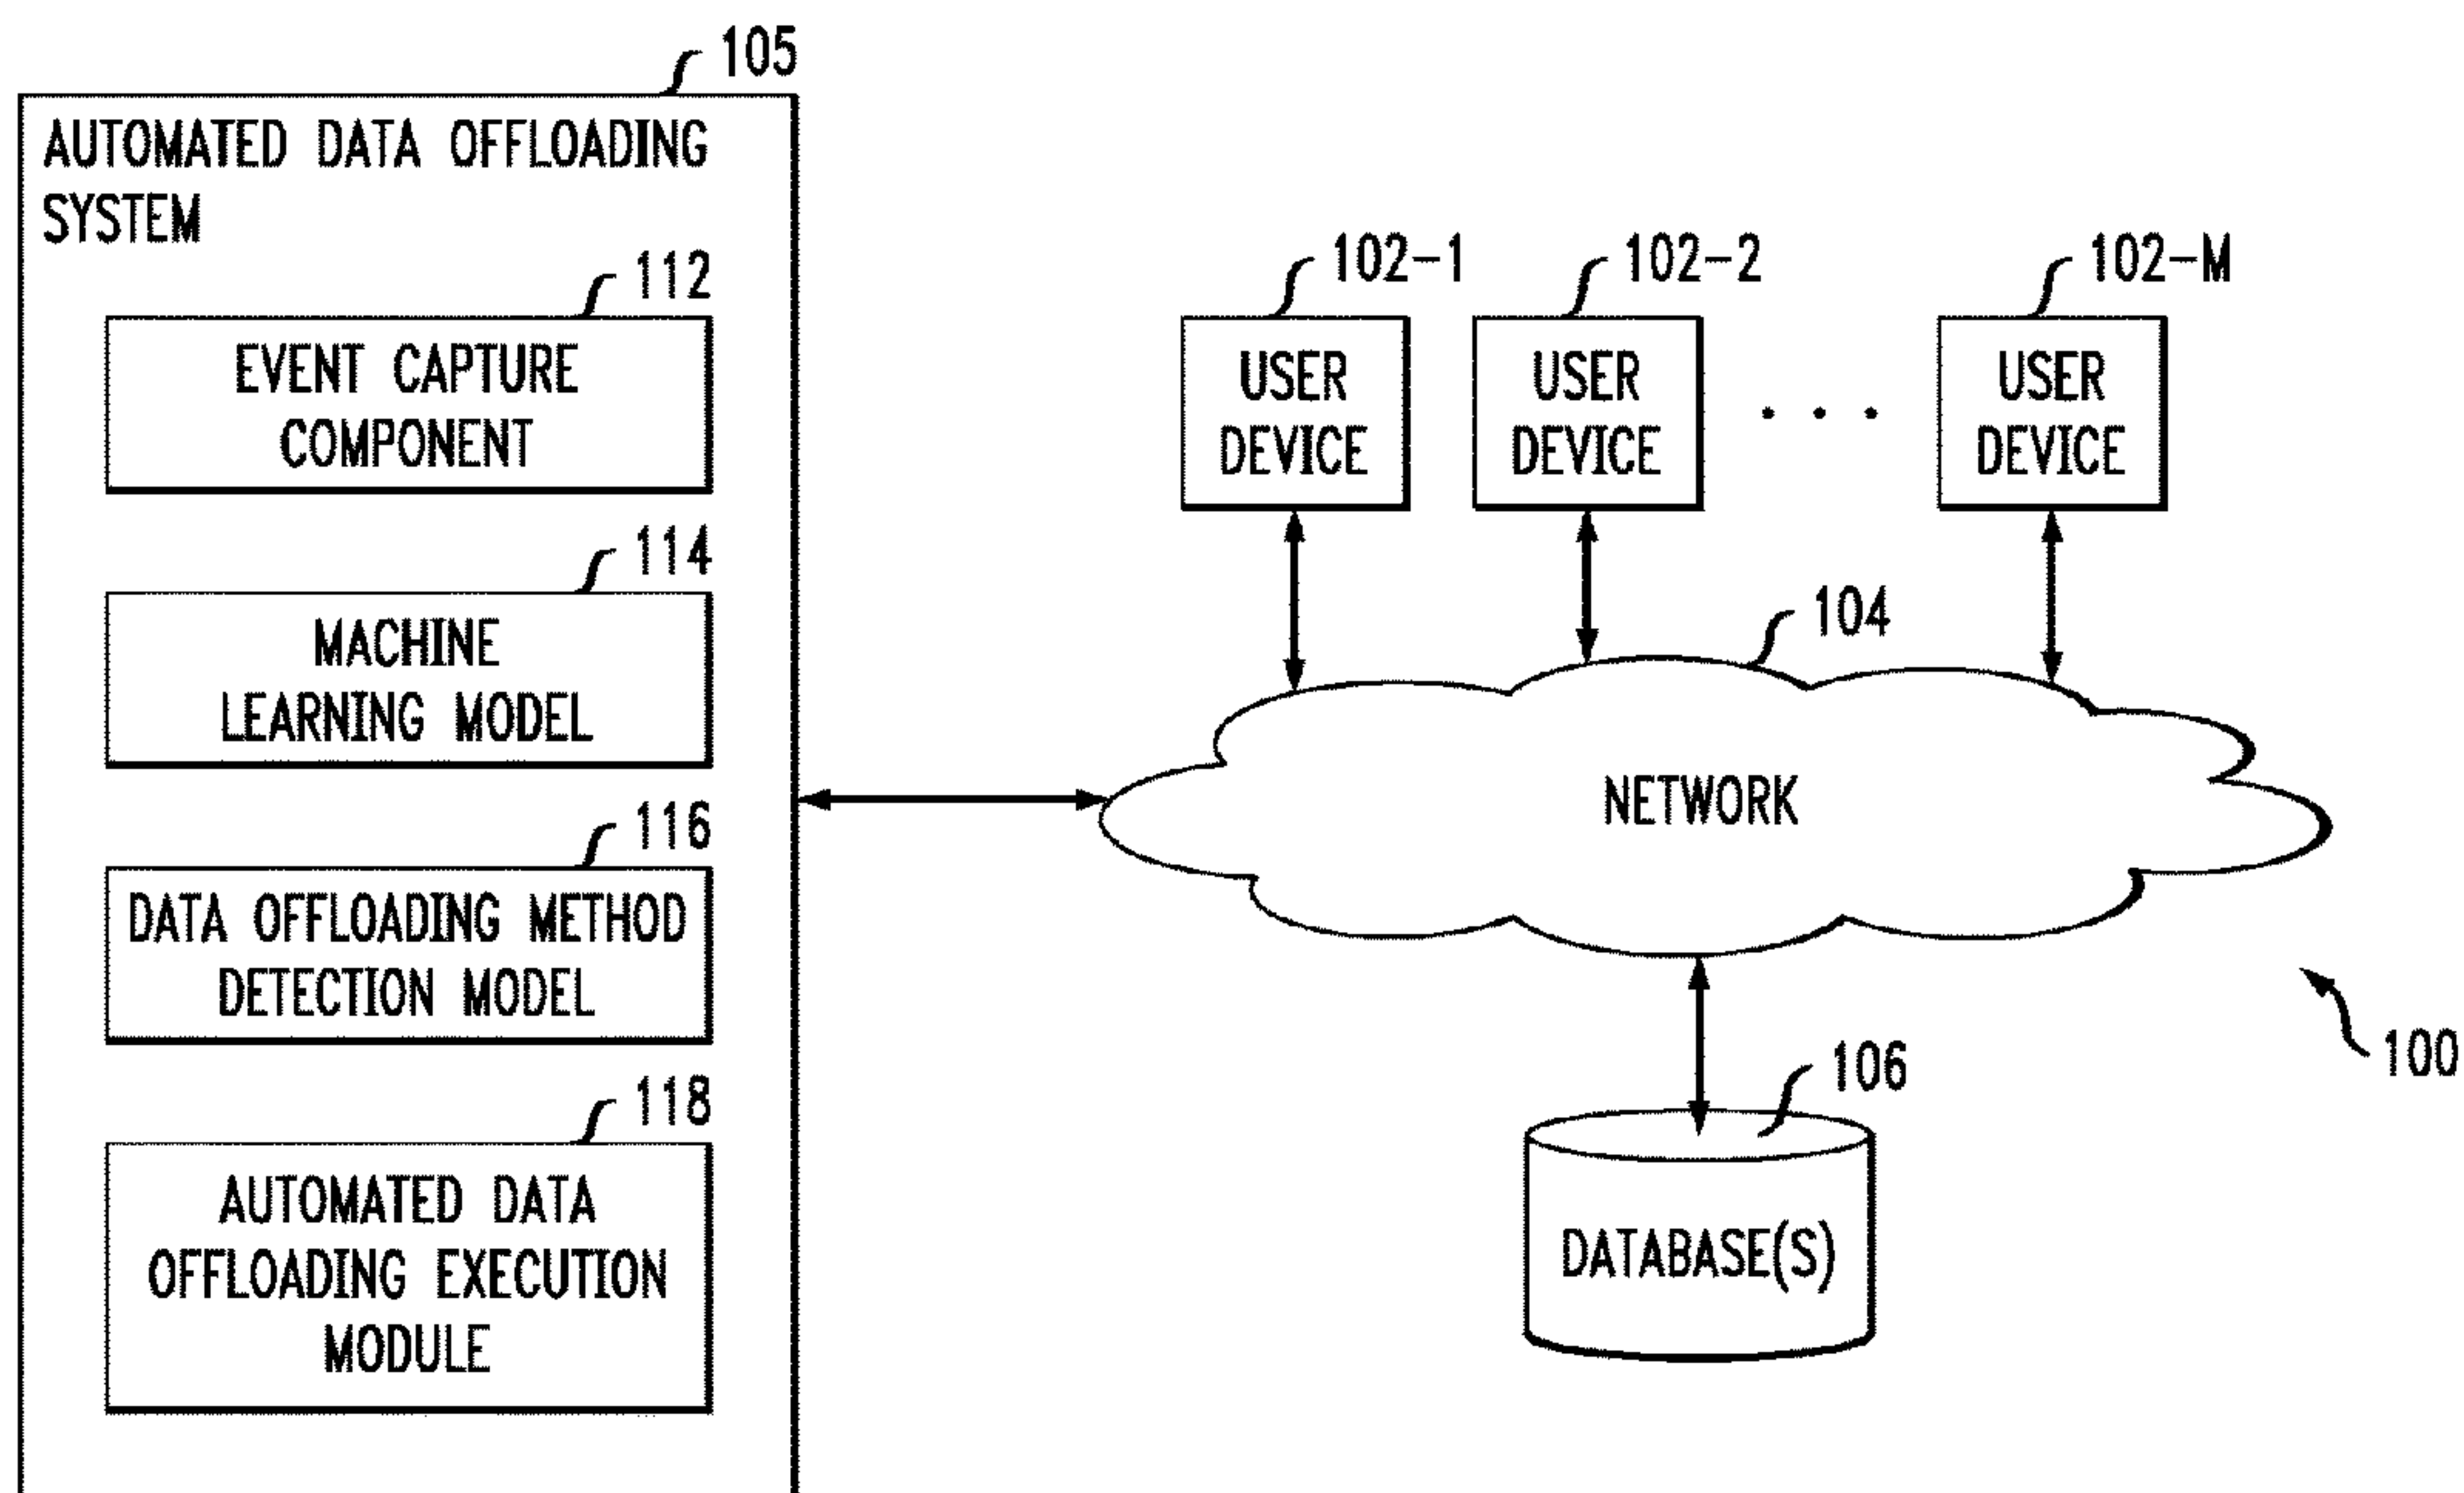 105
AUTOMATED DATA OFFLOADING
SYSTEM
112
EVENT CAPTURE
COMPONENT
114
MACHINE
LEARNING MODEL
116
DATA OFFLOADING METHOD
DETECTION MODEL
118
AUTOMATED DATA
OFFLOADING EXECUTION
MODULE
102-1
USER
DEVICE
102-2
USER
DEVICE
. . .
102-M
USER
DEVICE
104
NETWORK
106
DATABASE(S)
100